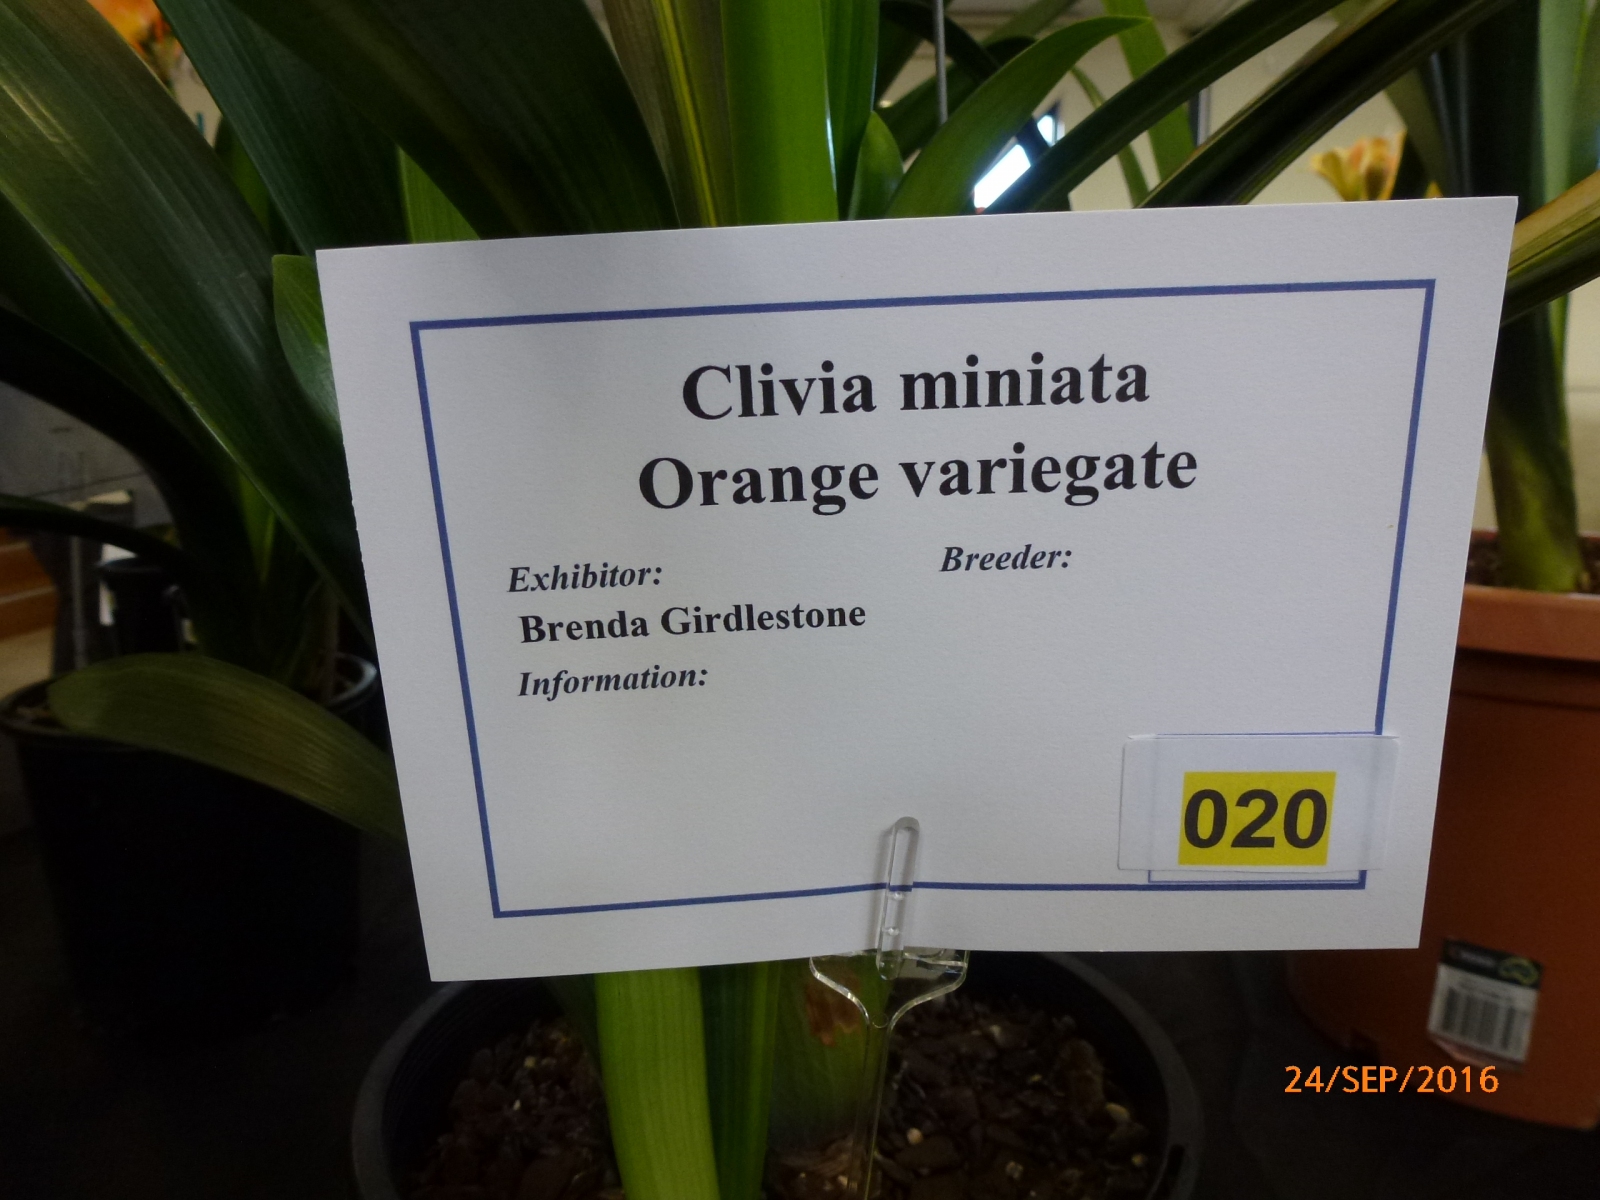 Clivia miniata
Orange variegate
Exhibitor:
Breeder:
Brenda Girdlestone
Information:
020
24/SEP/2016